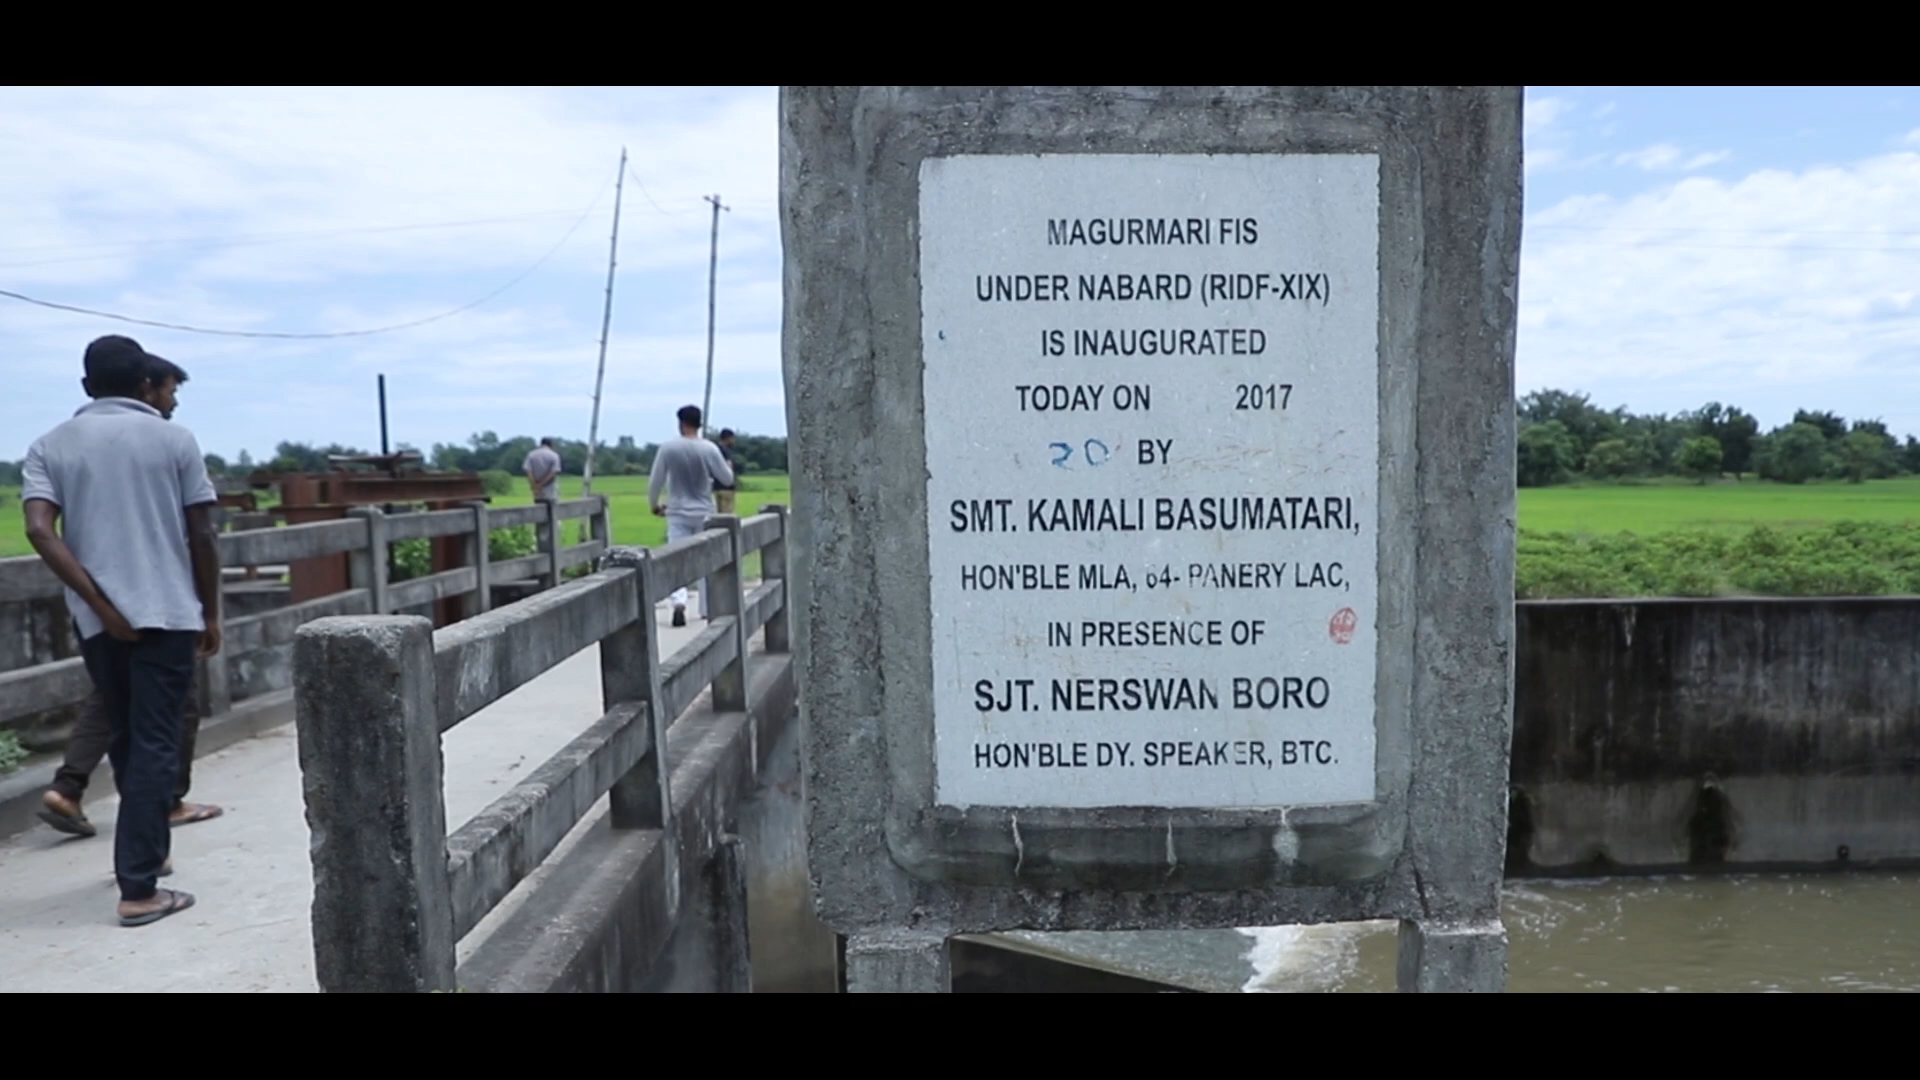 MAGURMARI FIS
UNDER NABARD (RIDF-XIX)
IS INAUGURATED
TODAY ON 2017
20 BY
SMT. KAMALI BASUMATARI,
HON'BLE MLA, 64- PANERY LAC,
IN PRESENCE OF
SJT. NERSWAN BORO
HON'BLE DY. SPEAKER, BTC.